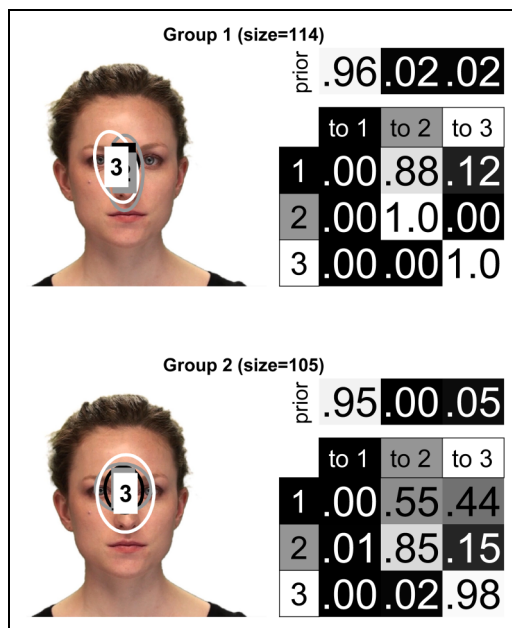 Group 1 (size=114)
prior .96 .02 .02
to 1 to 2 to 3
1 .00 .88 .12
2 .00 1.0 .00
3 .00 .00 1.0
3
Group 2 (size=105)
prior .95 .00 .05
to 1 to 2 to 3
1 .00 .55 .44
2 .01 .85 .15
3 .00 .02 .98
3